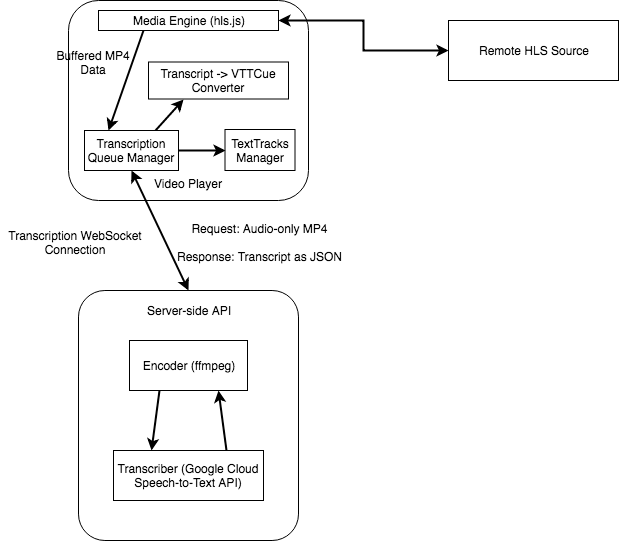 Media Engine (hls.js)
Remote HLS Source
Buffered MP4
Data
Transcript -> VTTCue
Converter
Transcription
Queue Manager
TextTracks
Manager
Video Player
Transcription WebSocket
Connection
Request: Audio-only MP4
Response: Transcript as JSON
Server-side API
Encoder (ffmpeg)
Transcriber (Google Cloud
Speech-to-Text API)